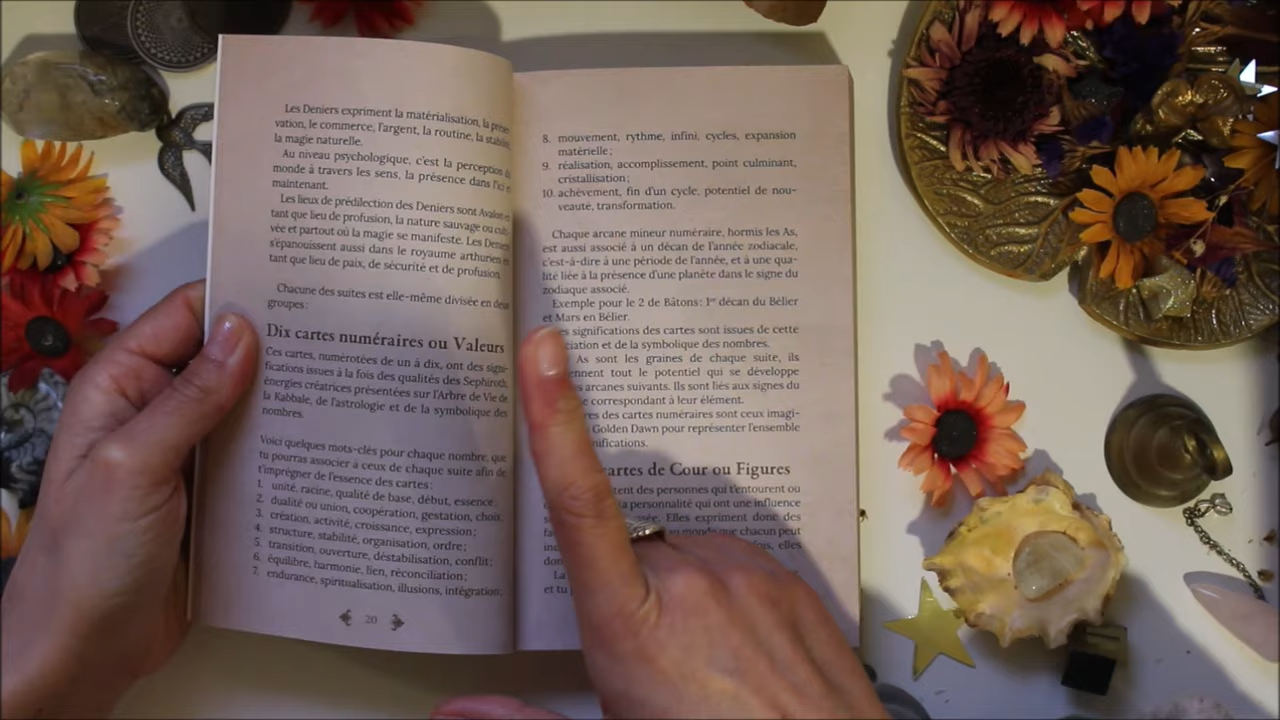 Les Deniers expriment la matérialisation, la
vation, le commerce, l'argent, la routine, la
la magie naturelle.
Au niveau psychologique, c'est la perception
monde à travers les sens, la présence dans l'ici
maintenant.
Les lieux de prédilection des Deniers sont Avalon
tant que lieu de profusion, la nature sauvage ou
vée et partout où la magie se manifeste. Les
s'épanouissent aussi dans le royaume arthurien
tant que lieu de paix, de sécurité et de profusion.
Chacune des suites est elle-même divisée en
groupes:
Dix cartes numéraires ou Valeurs
Ces cartes, numérotées de un à dix, ont des signi-
fications issues à la fois des qualités des Sephiroth,
énergies créatrices présentées sur l'Arbre de Vie de
la Kabbale, de l'astrologie et de la symbolique des
nombres.
Voici quelques mots-clés pour chaque nombre, que
tu pourras associer à ceux de chaque suite afin de
t'imprégner de l'essence des cartes:
1. unité, racine, qualité de base, début, essence;
2. dualité ou union, coopération, gestation, choix;
3. création, activité, croissance, expression;
4. structure, stabilité, organisation, ordre;
5. transition, ouverture, déstabilisation, conflit;
6. équilibre, harmonie, lien, réconciliation;
7. endurance, spiritualisation, illusions, intégration;
20
8. mouvement, rythme, infini, cycles, expansion
matérielle;
9. réalisation, accomplissement, point culminant,
cristallisation;
10. achèvement, fin d'un cycle, potentiel de nou-
veauté, transformation.
Chaque arcane mineur numéraire, hormis les As,
est aussi associé à un décan de l'année zodiacale,
c'est-à-dire à une période de l'année, et à une qua-
lité liée à la présence d'une planète dans le signe du
zodiaque associé.
Exemple pour le 2 de Bâtons: 1er décan du Bélier
et Mars en Bélier.
significations des cartes sont issues de cette
et de la symbolique des nombres.
As sont les graines de chaque suite, ils
tout le potentiel qui se développe
arcanes suivants. Ils sont liés aux signes du
correspondant à leur élément.
des cartes numéraires sont ceux imagi-
Golden Dawn pour représenter l'ensemble
cartes de Cour ou Figures
des personnes qui t'entourent ou
la personnalité qui ont une influence
Elles expriment donc des
au monde que chacun peut
elles
La
et tu